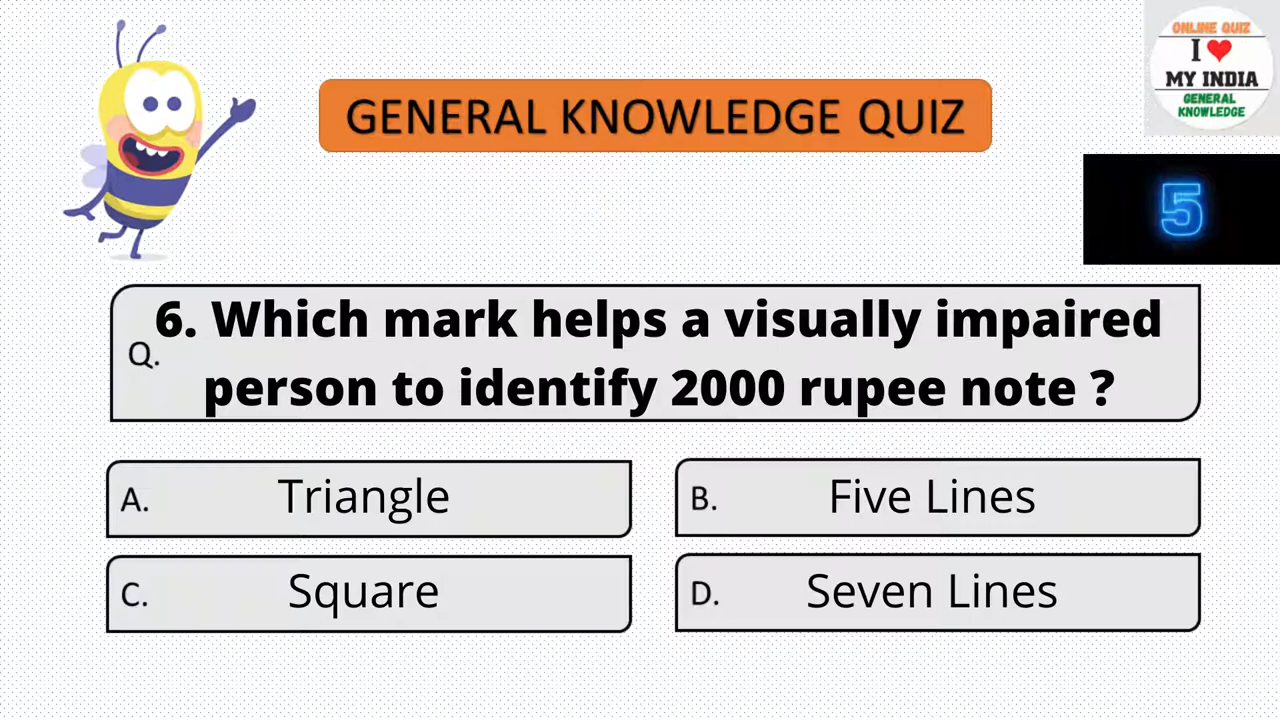 ONLINE QUIZ
I ❤
MY INDIA
GENERAL
KNOWLEDGE
GENERAL KNOWLEDGE QUIZ
5
Q. 6. Which mark helps a visually impaired
person to identify 2000 rupee note ?
A. Triangle
B. Five Lines
C. Square
D. Seven Lines